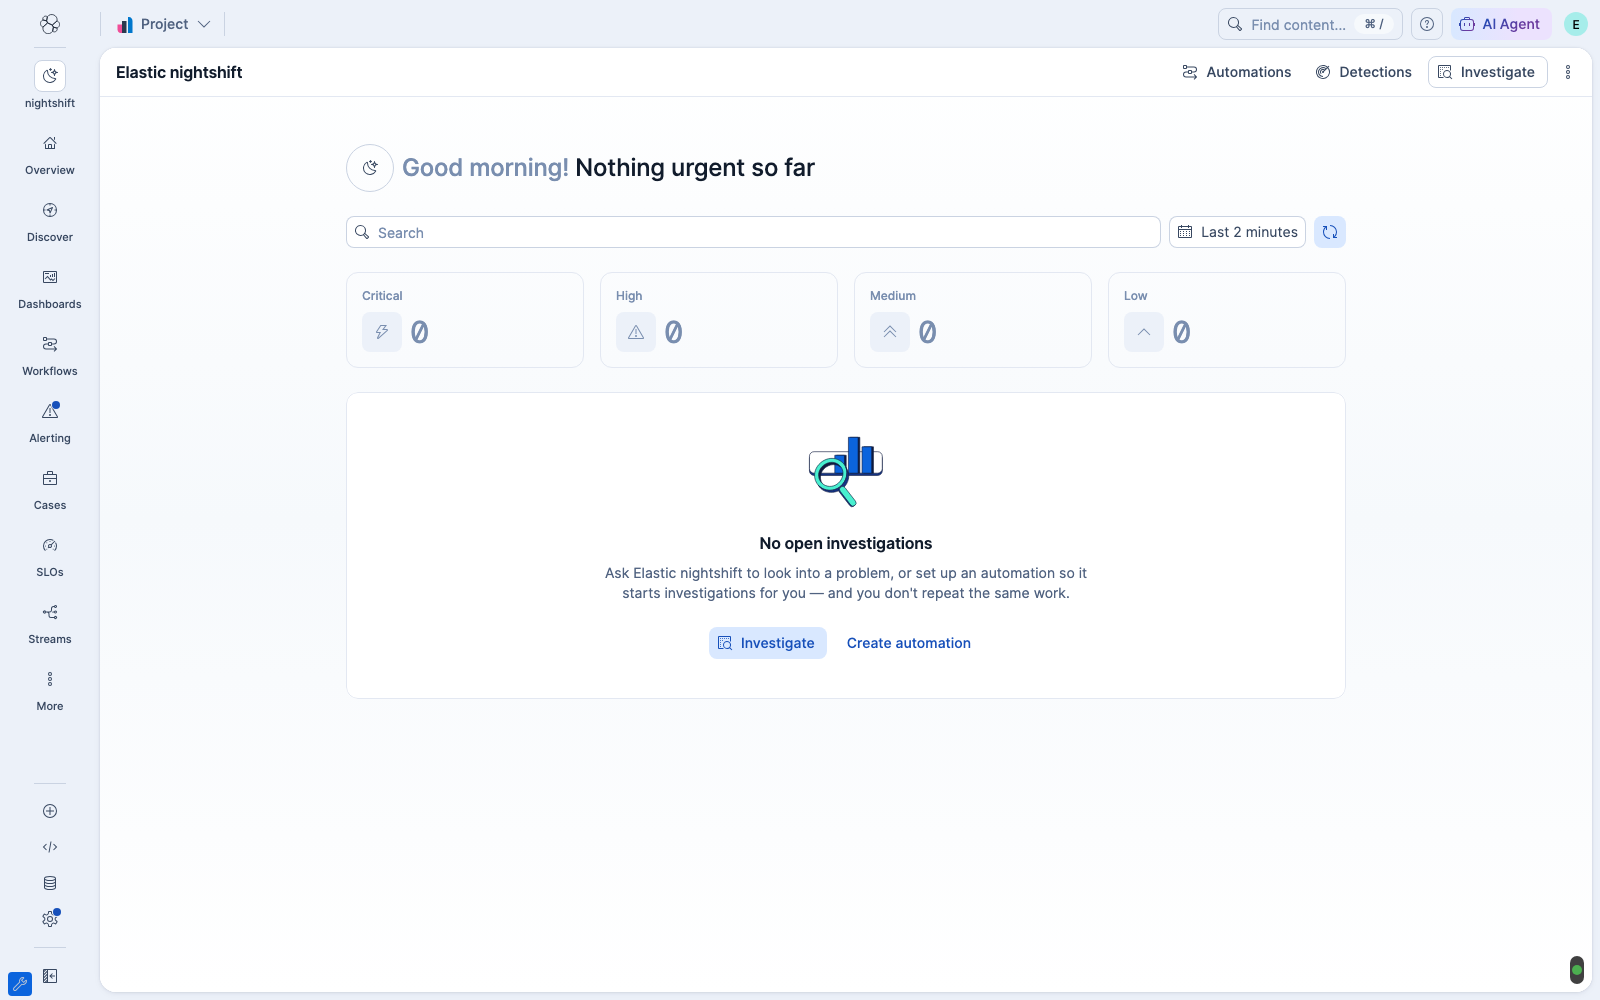 Project
Find content... ⌘ /
AI Agent
E
nightshift
Overview
Discover
Dashboards
Workflows
Alerting
Cases
SLOs
Streams
More
Elastic nightshift
Automations
Detections
Investigate
Good morning! Nothing urgent so far
Search
Last 2 minutes
Critical
0
High
0
Medium
0
Low
0
No open investigations
Ask Elastic nightshift to look into a problem, or set up an automation so it
starts investigations for you — and you don't repeat the same work.
Investigate
Create automation